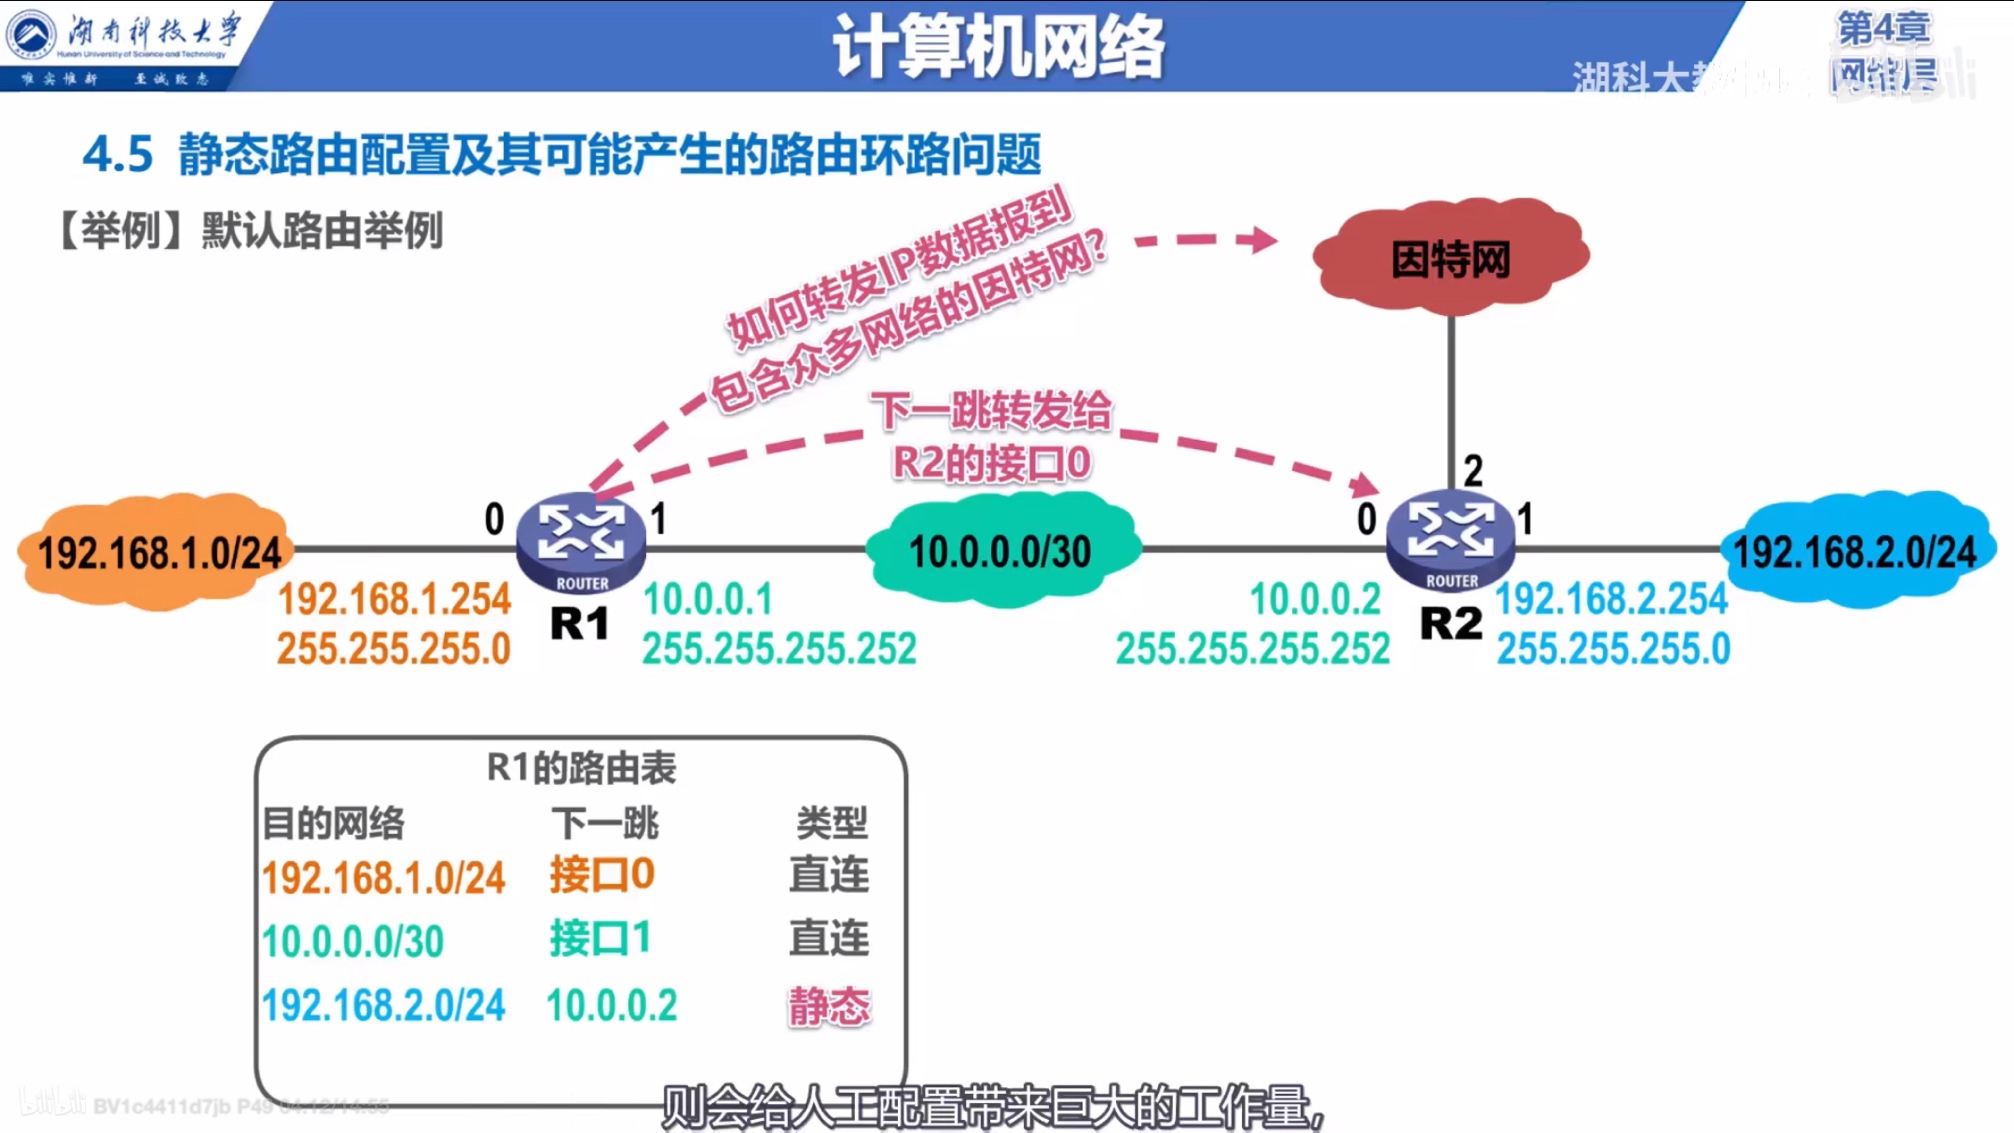 湖南科技大学
Hunan University of Science and Technology
唯实惟新 至诚致志
计算机网络
第4章
网络层
湖科大教
bilibili
4.5 静态路由配置及其可能产生的路由环路问题
【举例】默认路由举例
如何转发IP数据报到
包含众多网络的因特网?
因特网
下一跳转发给
R2的接口0
2
0
1
0
1
192.168.1.0/24
ROUTER
10.0.0.0/30
ROUTER
192.168.2.0/24
192.168.1.254
255.255.255.0
R1
10.0.0.1
255.255.255.252
10.0.0.2
255.255.255.252
R2
192.168.2.254
255.255.255.0
R1的路由表
目的网络 下一跳 类型
192.168.1.0/24 接口0 直连
10.0.0.0/30 接口1 直连
192.168.2.0/24 10.0.0.2 静态
则会给人工配置带来巨大的工作量,
bilibili BV1c4411d7jb P49 04:12/14:55